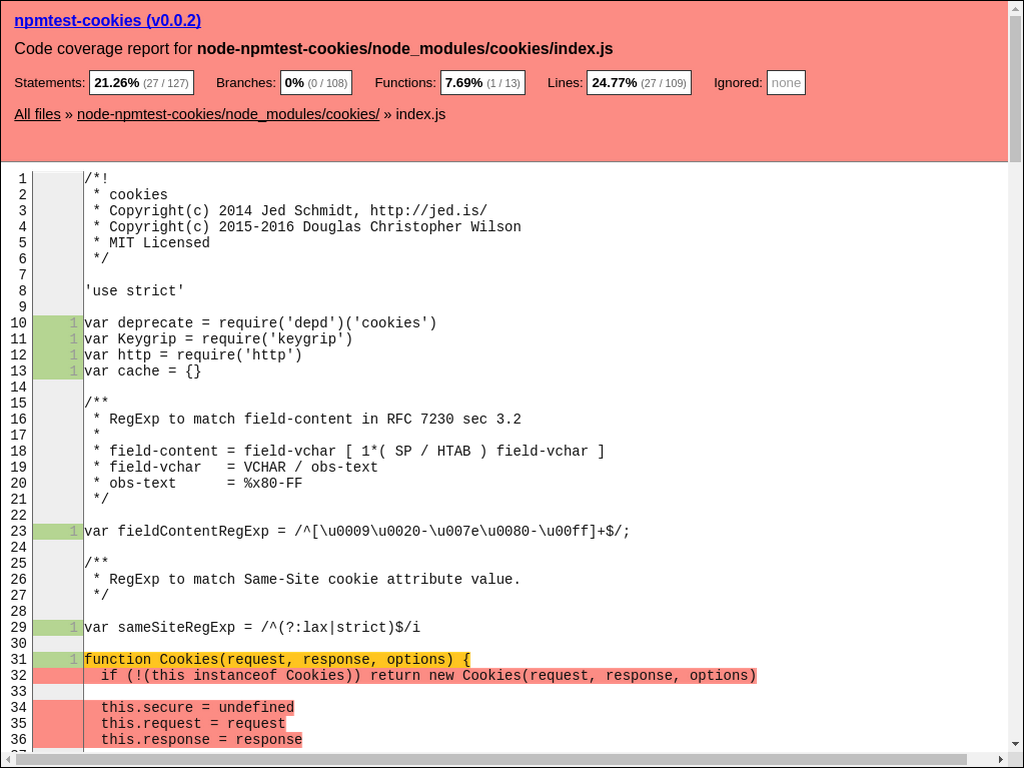 npmtest-cookies (v0.0.2)
Code coverage report for node-npmtest-cookies/node_modules/cookies/index.js
Statements: 21.26% (27 / 127) Branches: 0% (0 / 108) Functions: 7.69% (1 / 13) Lines: 24.77% (27 / 109) Ignored: none
All files » node-npmtest-cookies/node_modules/cookies/ » index.js
1 /*!
2  * cookies
3  * Copyright(c) 2014 Jed Schmidt, http://jed.is/
4  * Copyright(c) 2015-2016 Douglas Christopher Wilson
5  * MIT Licensed
6  */
7
8 'use strict'
9
10 1 var deprecate = require('depd')('cookies')
11 1 var Keygrip = require('keygrip')
12 1 var http = require('http')
13 1 var cache = {}
14
15 /**
16  * RegExp to match field-content in RFC 7230 sec 3.2
17  *
18  * field-content = field-vchar [ 1*( SP / HTAB ) field-vchar ]
19  * field-vchar   = VCHAR / obs-text
20  * obs-text      = %x80-FF
21  */
22
23 1 var fieldContentRegExp = /^[\u0009\u0020-\u007e\u0080-\u00ff]+$/;
24
25 /**
26  * RegExp to match Same-Site cookie attribute value.
27  */
28
29 1 var sameSiteRegExp = /^(?:lax|strict)$/i
30
31 1 function Cookies(request, response, options) {
32   if (!(this instanceof Cookies)) return new Cookies(request, response, options)
33
34   this.secure = undefined
35   this.request = request
36   this.response = response